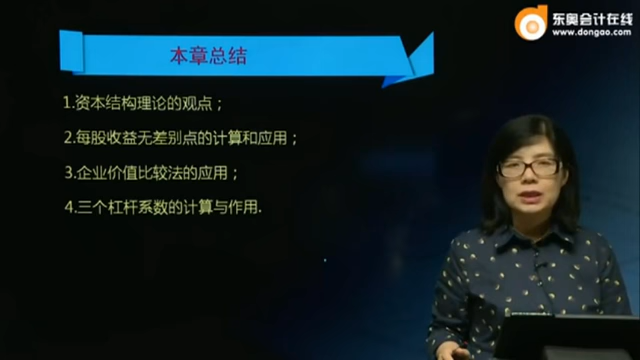 东奥会计在线
www.dongao.com
本章总结
1.资本结构理论的观点；
2.每股收益无差别点的计算和应用；
3.企业价值比较法的应用；
4.三个杠杆系数的计算与作用.